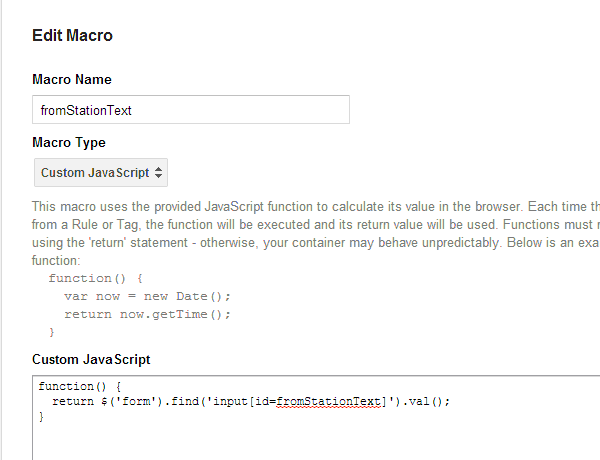 Edit Macro
Macro Name
fromStationText
Macro Type
Custom JavaScript
This macro uses the provided JavaScript function to calculate its value in the browser. Each time th
from a Rule or Tag, the function will be executed and its return value will be used. Functions must r
using the 'return' statement - otherwise, your container may behave unpredictably. Below is an exa
function:
function() {
var now = new Date();
return now.getTime();
}
Custom JavaScript
function() {
return $('form').find('input[id=fromStationText]').val();
}